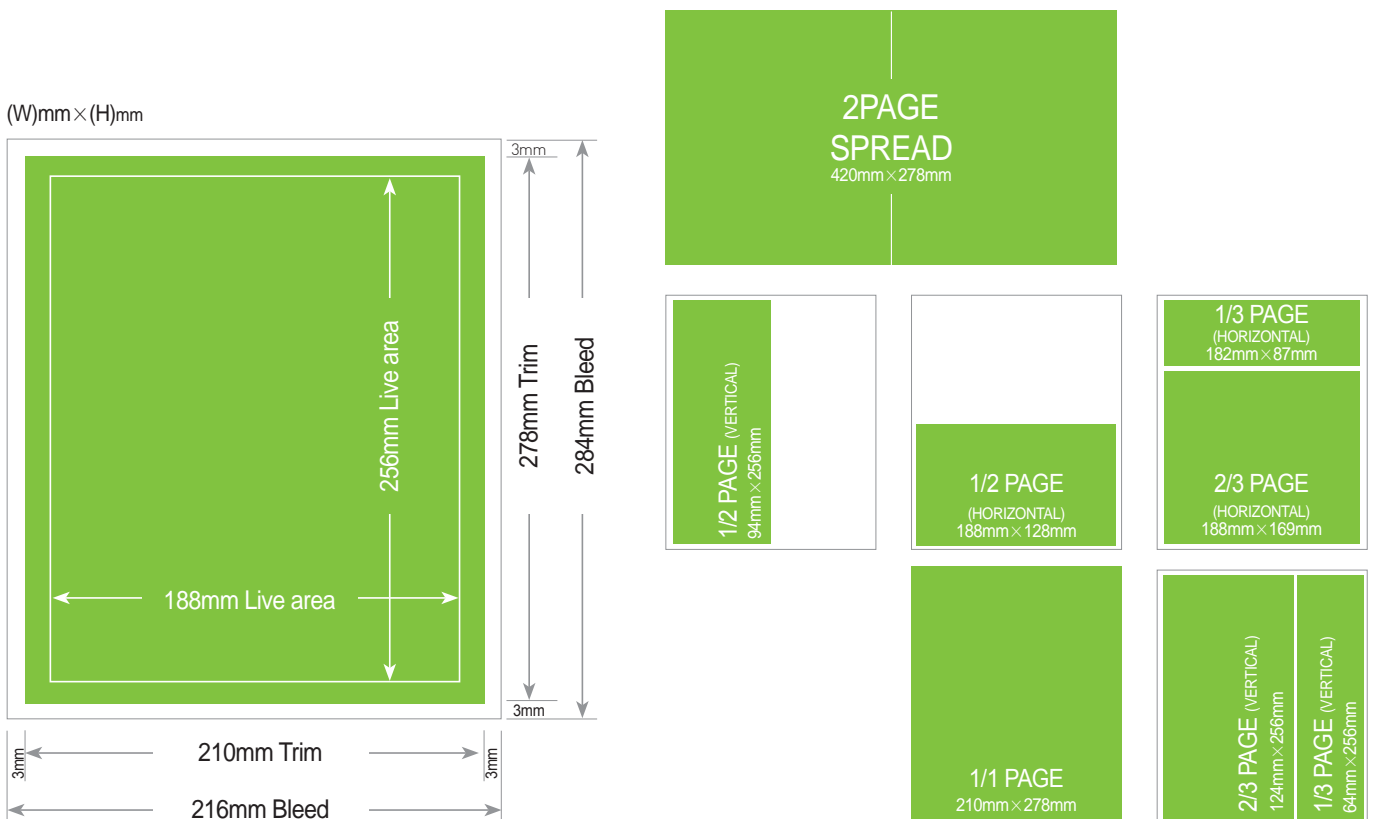 (W)mm×(H)mm
3mm
278mm Trim
284mm Bleed
256mm Live area
188mm Live area
3mm
3mm
210mm Trim
3mm
216mm Bleed
2PAGE
SPREAD
420mm×278mm
1/2 PAGE (VERTICAL)
94mm×256mm
1/2 PAGE
(HORIZONTAL)
188mm×128mm
1/3 PAGE
(HORIZONTAL)
182mm×87mm
2/3 PAGE
(HORIZONTAL)
188mm×169mm
1/1 PAGE
210mm×278mm
2/3 PAGE (VERTICAL)
124mm×256mm
1/3 PAGE (VERTICAL)
64mm×256mm